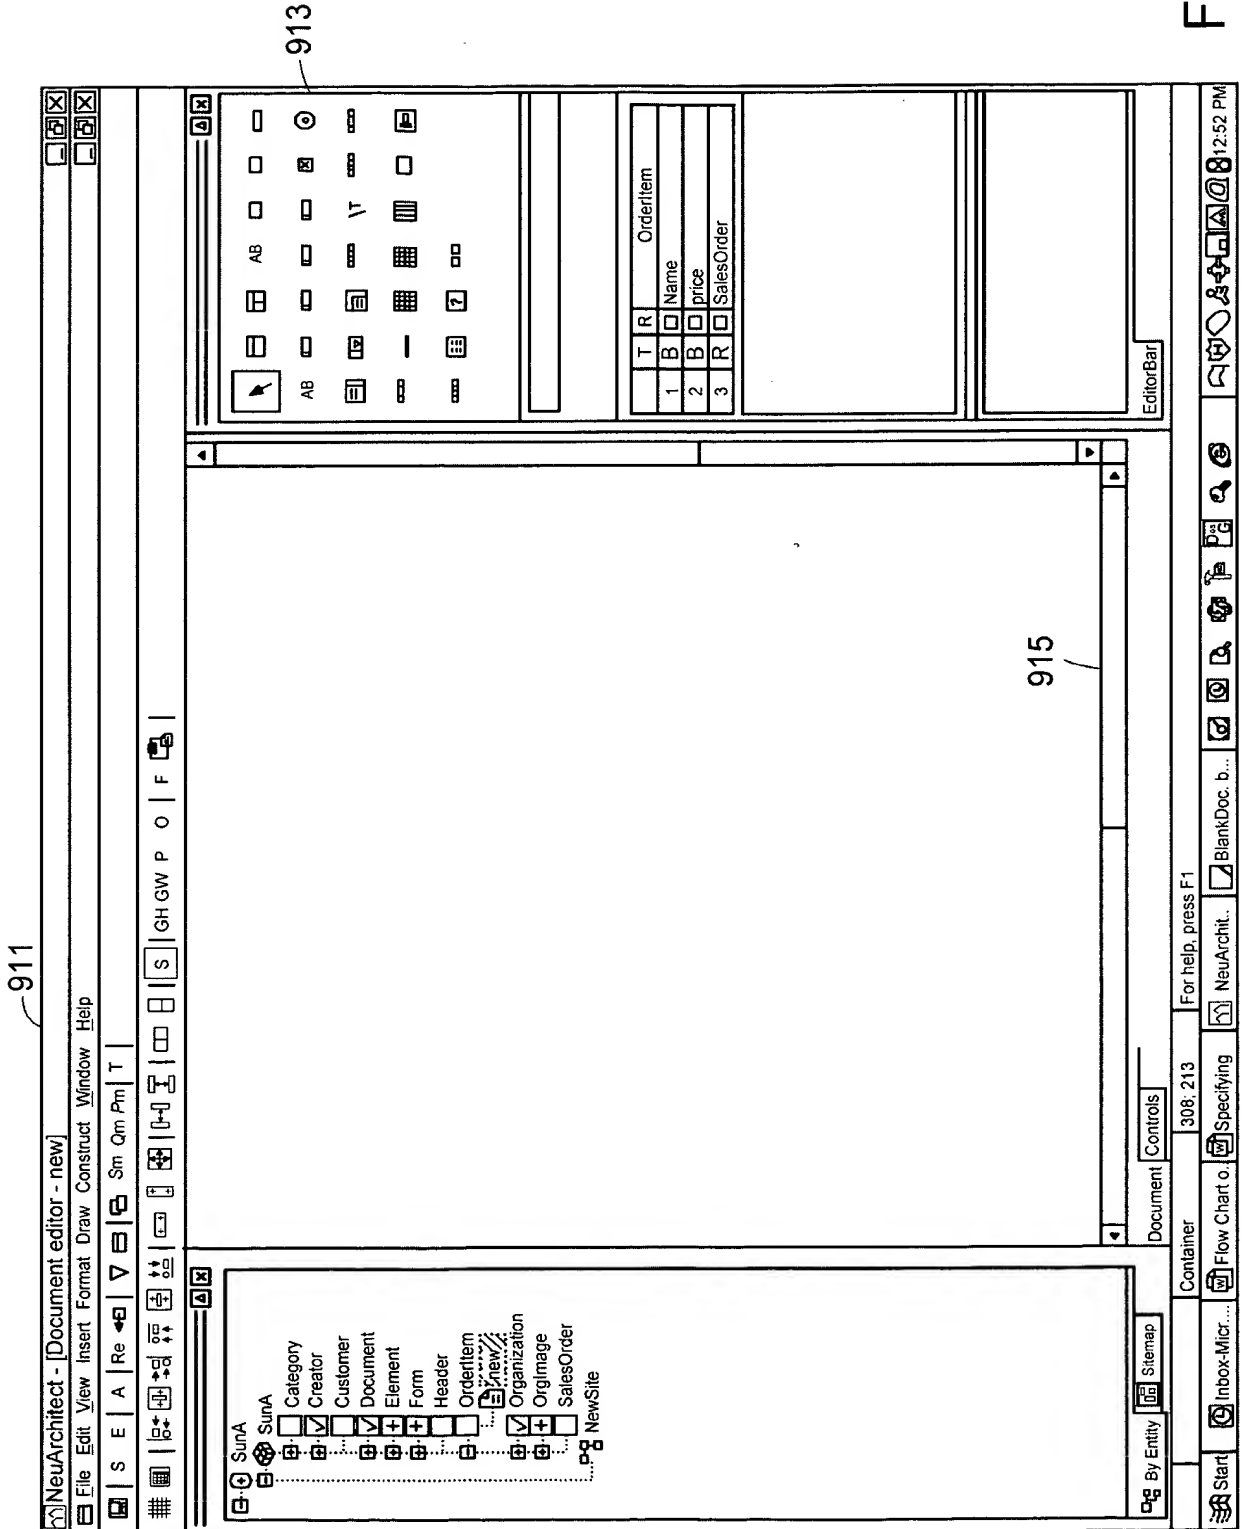 911
913
F
NeuArchitect - [Document editor - new]
File Edit View Insert Format Draw Construct Window Help
S E A Re Sm Qm Pm T
S GH GW P O F
SunA
SunA
Category
Creator
Customer
Document
Element
Form
Header
OrderItem
new
Organization
OrgImage
SalesOrder
NewSite
By Entity Sitemap
915
Document Controls
AB
AB
T R OrderItem
1 B Name
2 B price
3 R SalesOrder
EditorBar
Container 308; 213 For help, press F1
Start Inbox-Micr.... Flow Chart o. Specifying NeuArchit.. BlankDoc. b... 12:52 PM